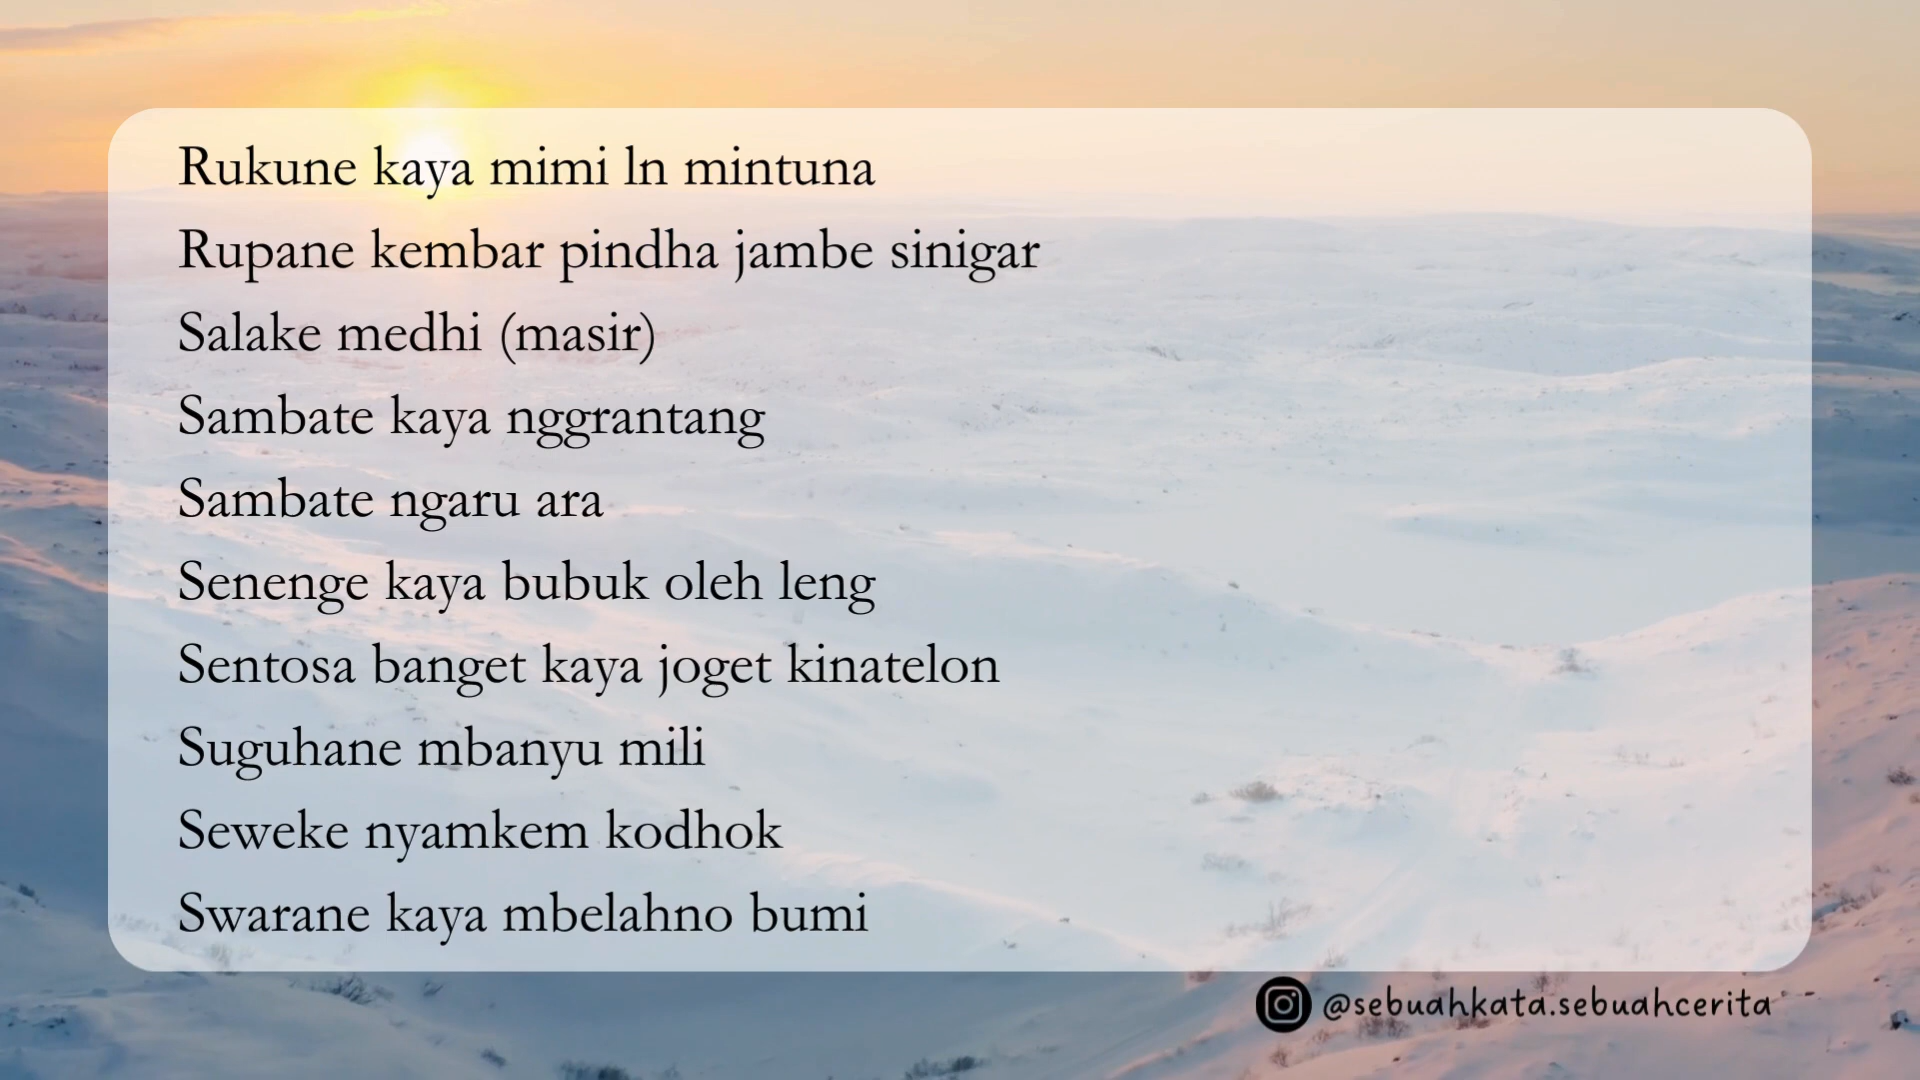 Rukune kaya mimi ln mintuna
Rupane kembar pindha jambe sinigar
Salake medhi (masir)
Sambate kaya nggrantang
Sambate ngaru ara
Senenge kaya bubuk oleh leng
Sentosa banget kaya joget kinatelon
Suguhane mbanyu mili
Seweke nyamkem kodhok
Swarane kaya mbelahno bumi
@sebuahkata.sebuahcerita